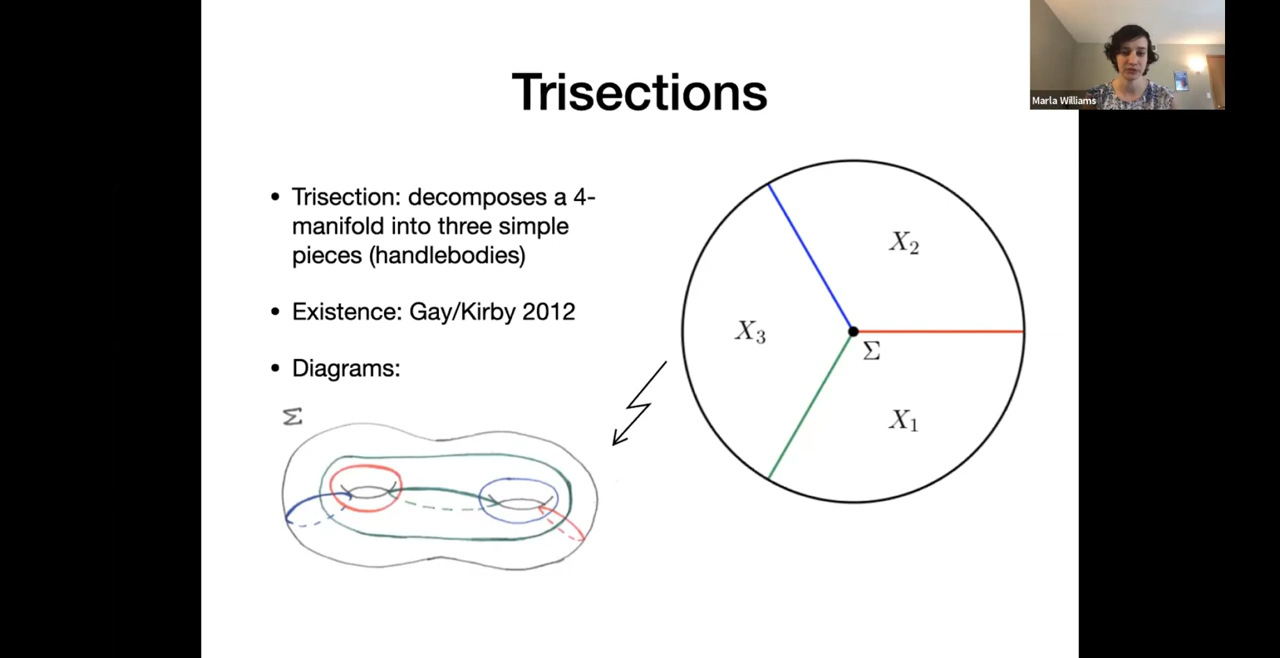 Trisections
Marla Williams
• Trisection: decomposes a 4-
manifold into three simple
pieces (handlebodies)
• Existence: Gay/Kirby 2012
• Diagrams:
Σ
X₂
X₃
Σ
X₁